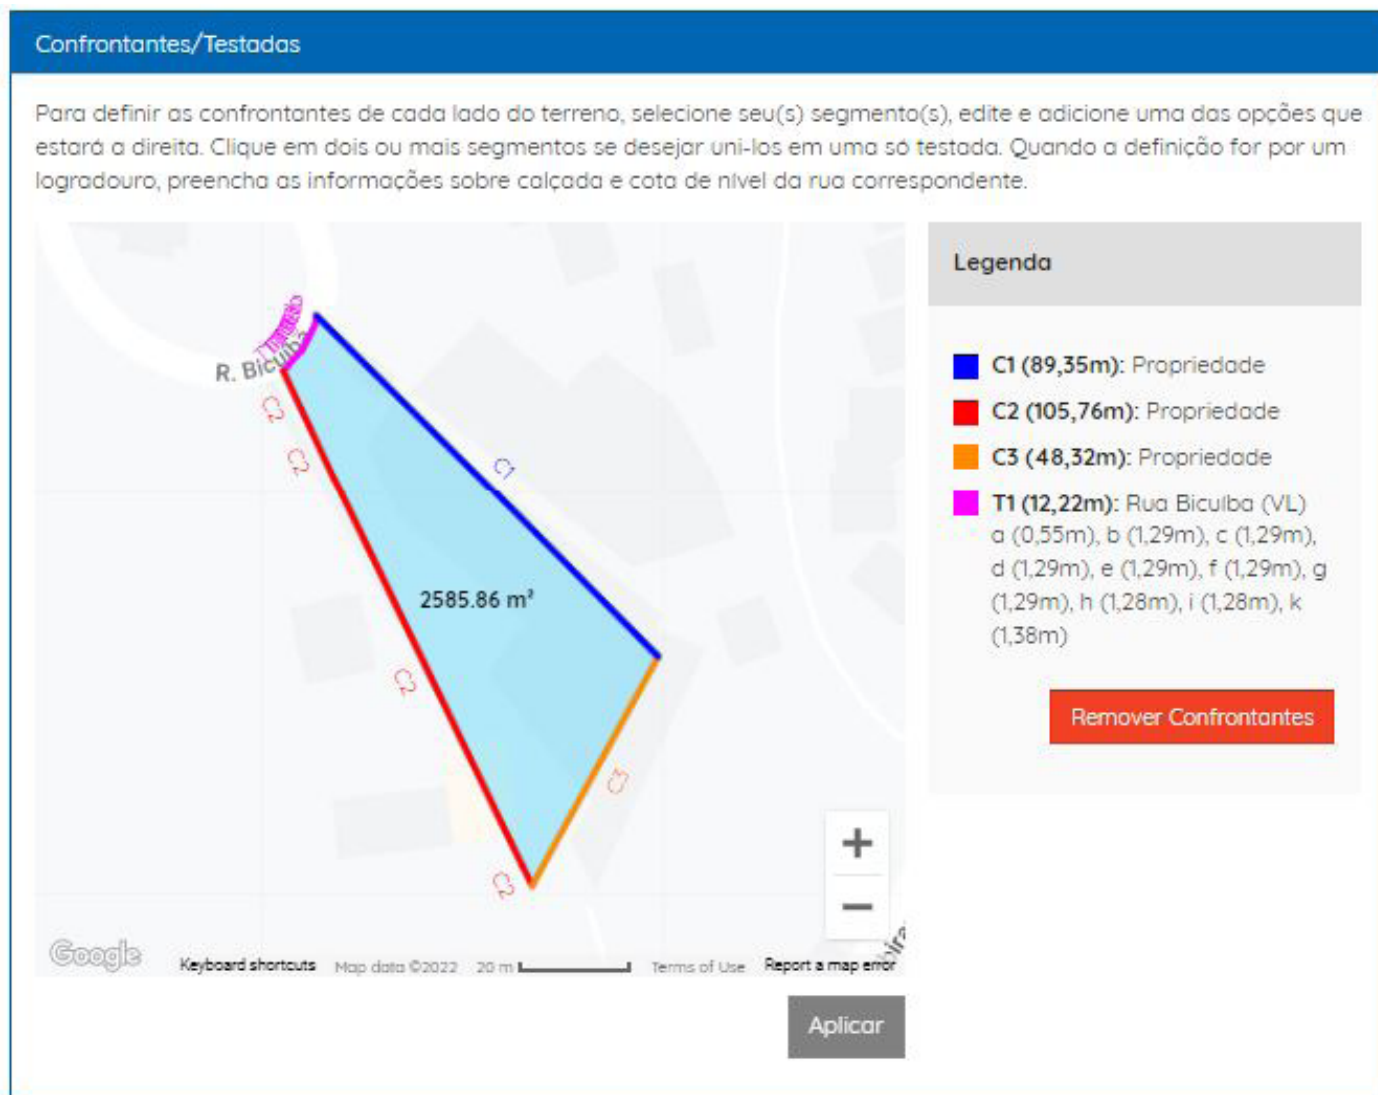 Confrontantes/Testadas
Para definir as confrontantes de cada lado do terreno, selecione seu(s) segmento(s), edite e adicione uma das opções que
estará a direita. Clique em dois ou mais segmentos se desejar uni-los em uma só testada. Quando a definição for por um
logradouro, preencha as informações sobre calçada e cota de nível da rua correspondente.
R. Bicuíba
C2
C2
C1
2585.86 m²
C2
C3
C2
Google
Keyboard shortcuts
Map data ©2022
20 m
Terms of Use
Report a map error
Aplicar
Legenda
C1 (89,35m): Propriedade
C2 (105,76m): Propriedade
C3 (48,32m): Propriedade
T1 (12,22m): Rua Bicuíba (VL)
a (0,55m), b (1,29m), c (1,29m),
d (1,29m), e (1,29m), f (1,29m), g
(1,29m), h (1,28m), i (1,28m), k
(1,38m)
Remover Confrontantes